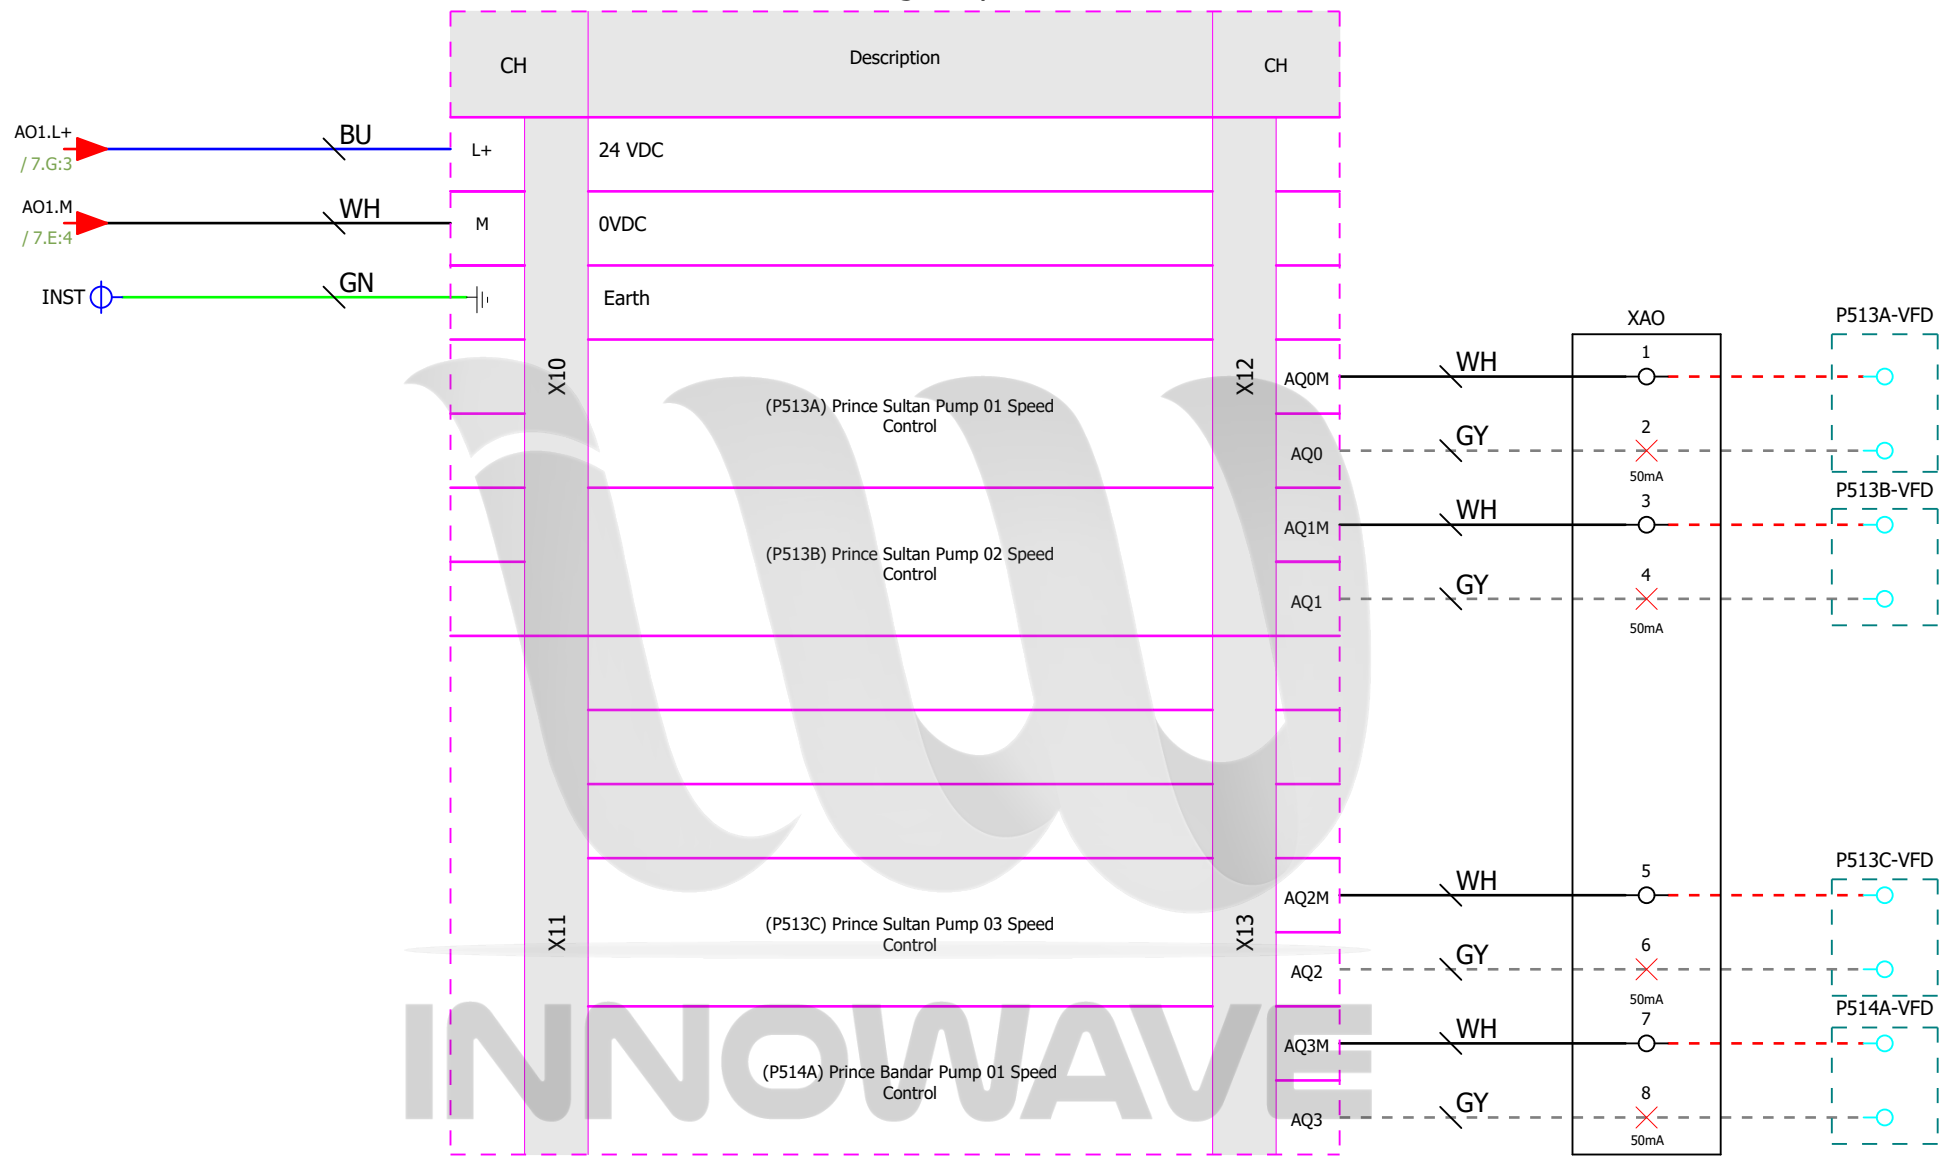 CH
Description
CH
AO1.L+
/ 7.G:3
BU
L+
24 VDC
AO1.M
/ 7.E:4
WH
M
0VDC
INST
GN
Earth
X10
X12
XAO
P513A-VFD
(P513A) Prince Sultan Pump 01 Speed
Control
AQ0M
WH
1
AQ0
GY
2
50mA
P513B-VFD
(P513B) Prince Sultan Pump 02 Speed
Control
AQ1M
WH
3
AQ1
GY
4
50mA
X11
X13
P513C-VFD
(P513C) Prince Sultan Pump 03 Speed
Control
AQ2M
WH
5
AQ2
GY
6
50mA
P514A-VFD
(P514A) Prince Bandar Pump 01 Speed
Control
AQ3M
WH
7
AQ3
GY
8
50mA
INNOWAVE